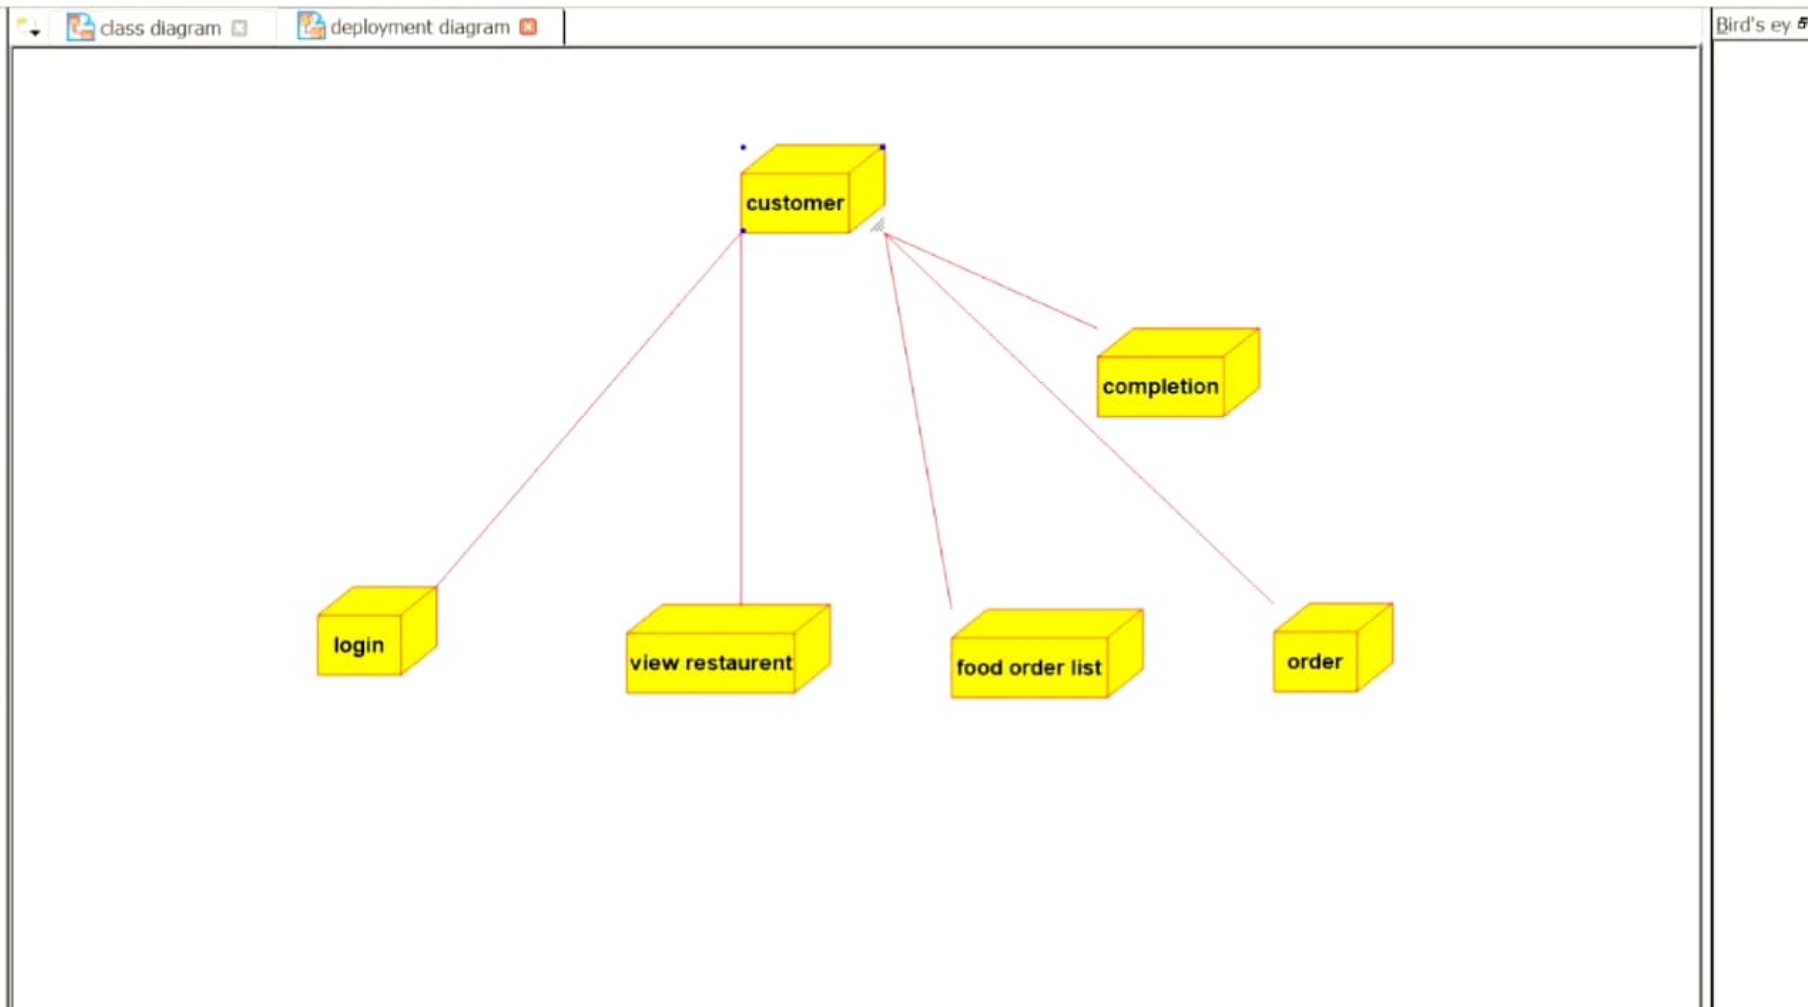 class diagram
deployment diagram
Bird's ey
customer
completion
login
view restaurent
food order list
order